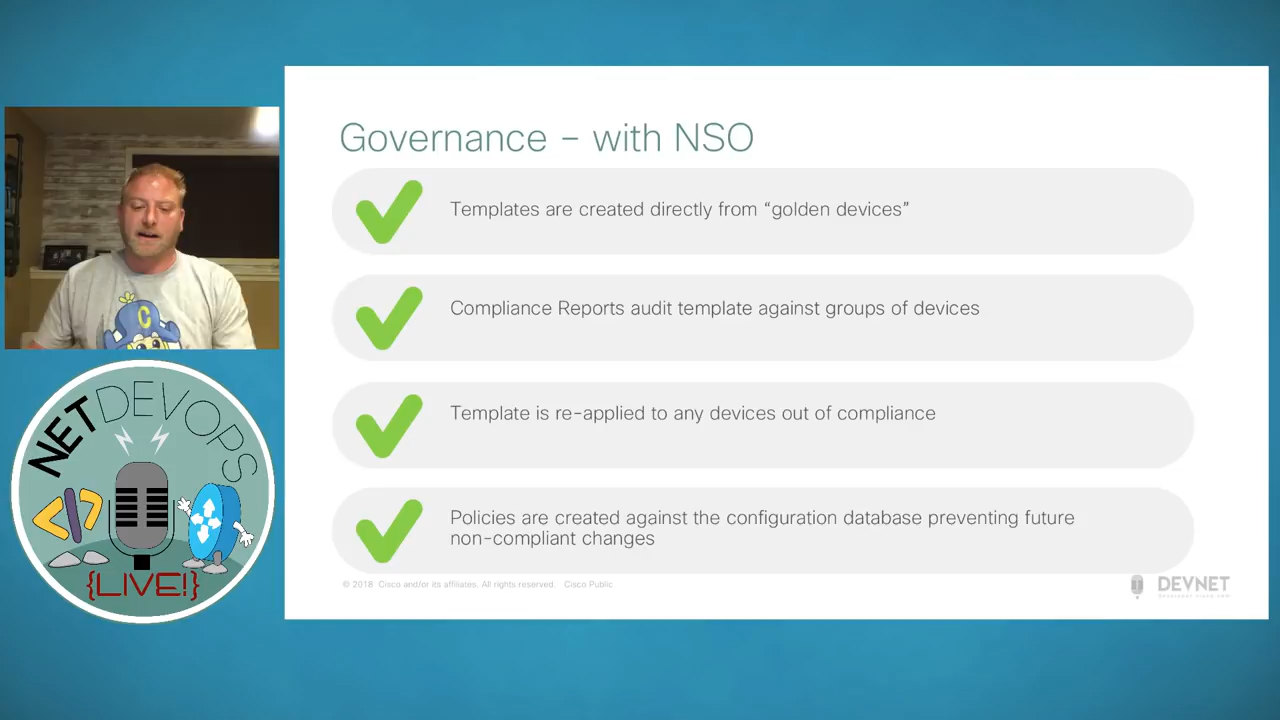 Governance – with NSO
Templates are created directly from “golden devices”
Compliance Reports audit template against groups of devices
Template is re-applied to any devices out of compliance
Policies are created against the configuration database preventing future
non-compliant changes
© 2018 Cisco and/or its affiliates. All rights reserved. Cisco Public
DEVNET
C
NETDEVOPS
{LIVE!}